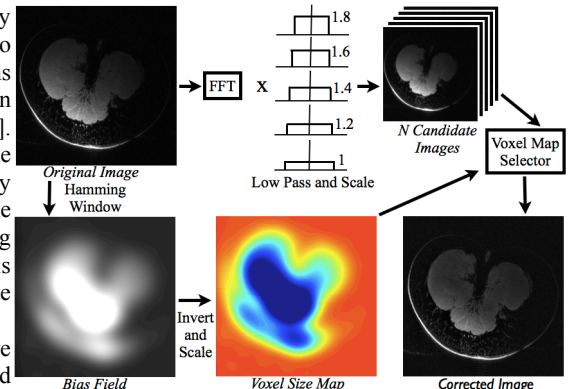 1.8
1.6
1.4
1.2
1
FFT
x
Low Pass and Scale
N Candidate
Images
Voxel Map
Selector
Original Image
Hamming
Window
Bias Field
Invert
and
Scale
Voxel Size Map
Corrected Image